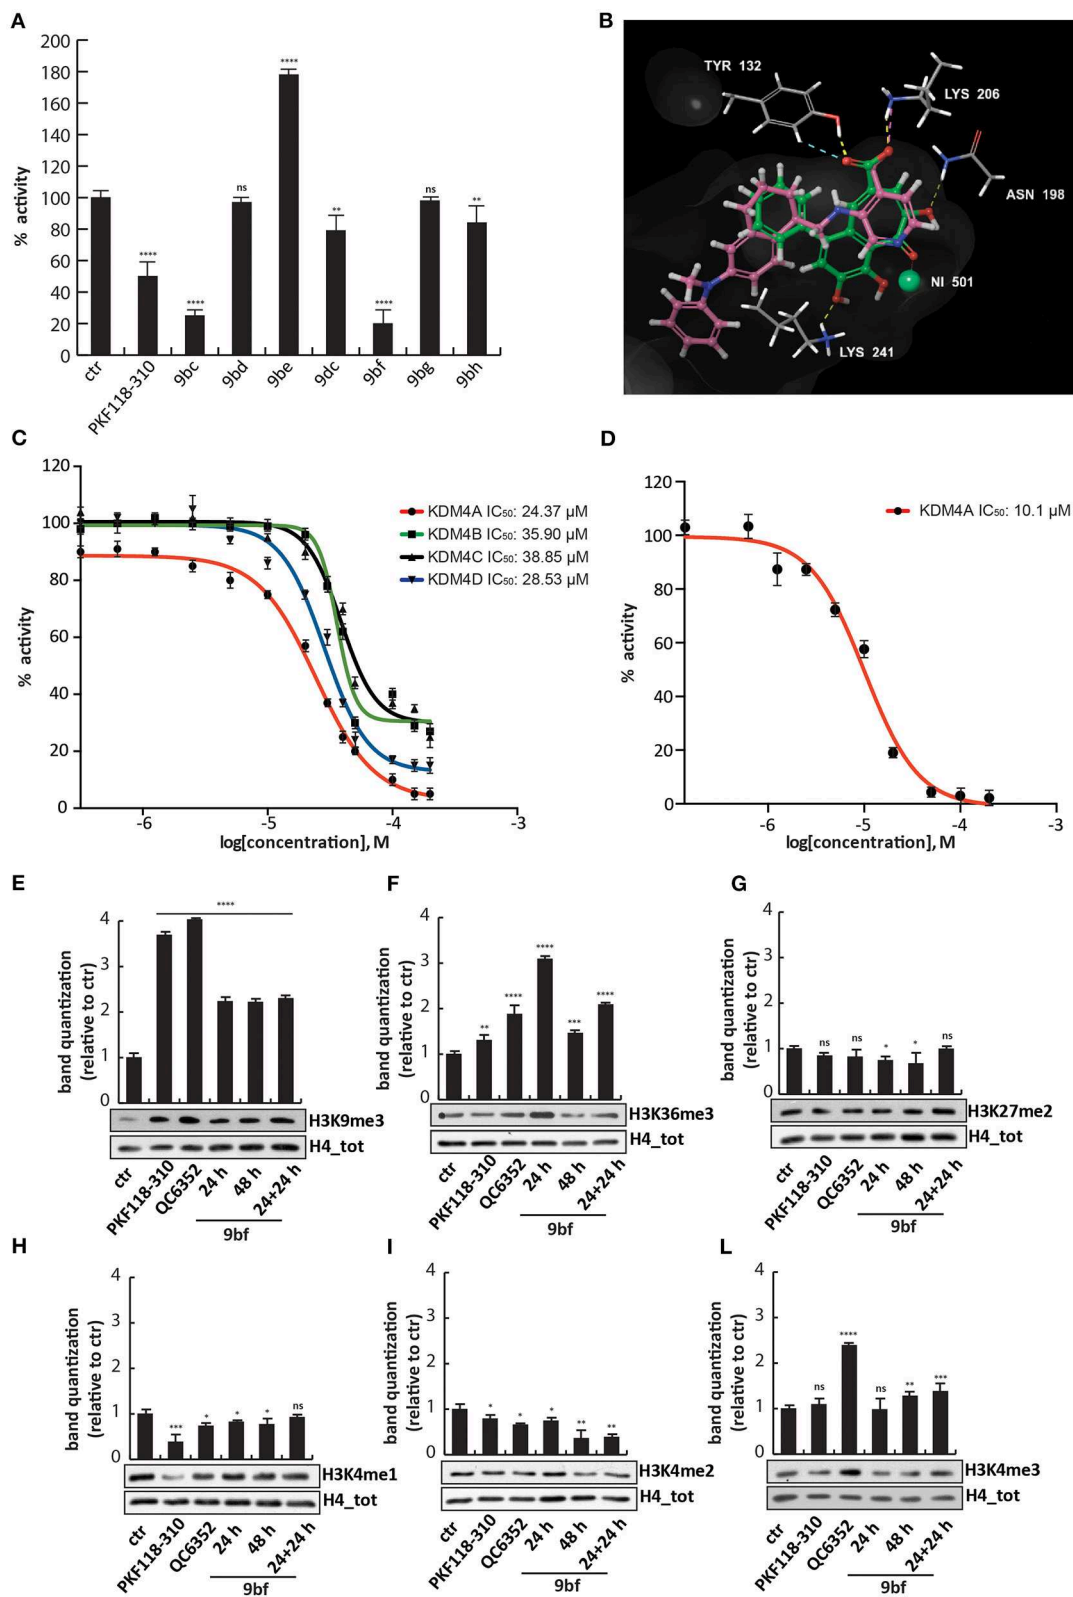 A
200
180
160
140
120
100
80
60
40
20
0
% activity
****
****
ns
****
**
****
ns
**
ctr
PKF118-310
9bc
9bd
9be
9dc
9bf
9bg
9bh
B
TYR 132
LYS 206
ASN 198
NI 501
LYS 241
C
120
100
80
60
40
20
0
% activity
-6
-5
-4
-3
log[concentration], M
KDM4A IC₅₀: 24.37 µM
KDM4B IC₅₀: 35.90 µM
KDM4C IC₅₀: 38.85 µM
KDM4D IC₅₀: 28.53 µM
D
120
100
80
60
40
20
0
% activity
-6
-5
-4
-3
log[concentration], M
KDM4A IC₅₀: 10.1 µM
E
4
2
1
0
band quantization
(relative to ctr)
****
H3K9me3
H4_tot
ctr
PKF118-310
QC6352
24 h
48 h
24+24 h
9bf
F
4
2
1
0
band quantization
(relative to ctr)
**
****
****
***
****
H3K36me3
H4_tot
ctr
PKF118-310
QC6352
24 h
48 h
24+24 h
9bf
G
4
2
1
0
band quantization
(relative to ctr)
ns
ns
*
*
ns
H3K27me2
H4_tot
ctr
PKF118-310
QC6352
24 h
48 h
24+24 h
9bf
H
4
2
1
0
band quantization
(relative to ctr)
***
*
*
*
ns
H3K4me1
H4_tot
ctr
PKF118-310
QC6352
24 h
48 h
24+24 h
9bf
I
4
2
1
0
band quantization
(relative to ctr)
*
*
*
**
**
H3K4me2
H4_tot
ctr
PKF118-310
QC6352
24 h
48 h
24+24 h
9bf
L
4
2
1
0
band quantization
(relative to ctr)
ns
****
ns
**
***
H3K4me3
H4_tot
ctr
PKF118-310
QC6352
24 h
48 h
24+24 h
9bf